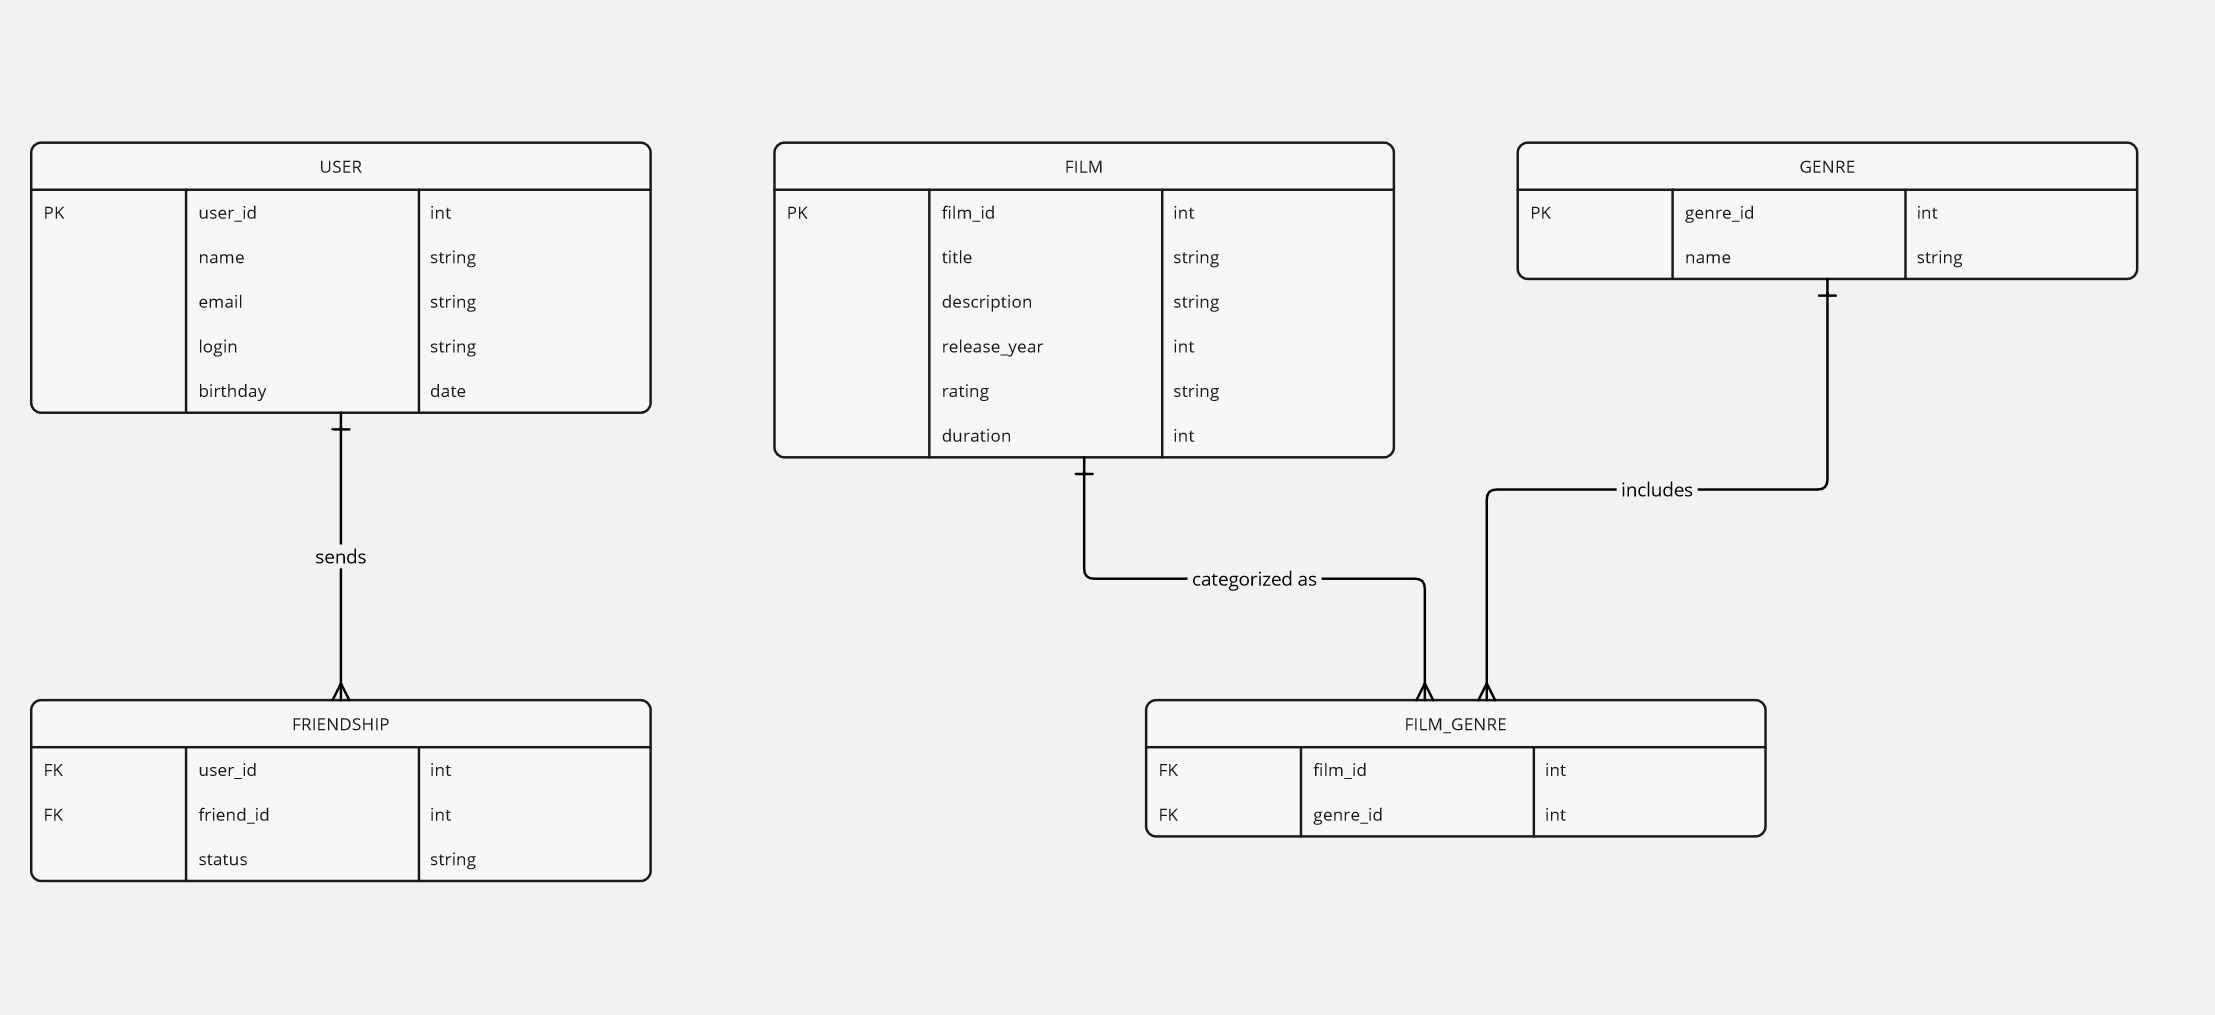 USER
PK user_id int
name string
email string
login string
birthday date
FILM
PK film_id int
title string
description string
release_year int
rating string
duration int
GENRE
PK genre_id int
name string
sends
categorized as
includes
FRIENDSHIP
FK user_id int
FK friend_id int
status string
FILM_GENRE
FK film_id int
FK genre_id int